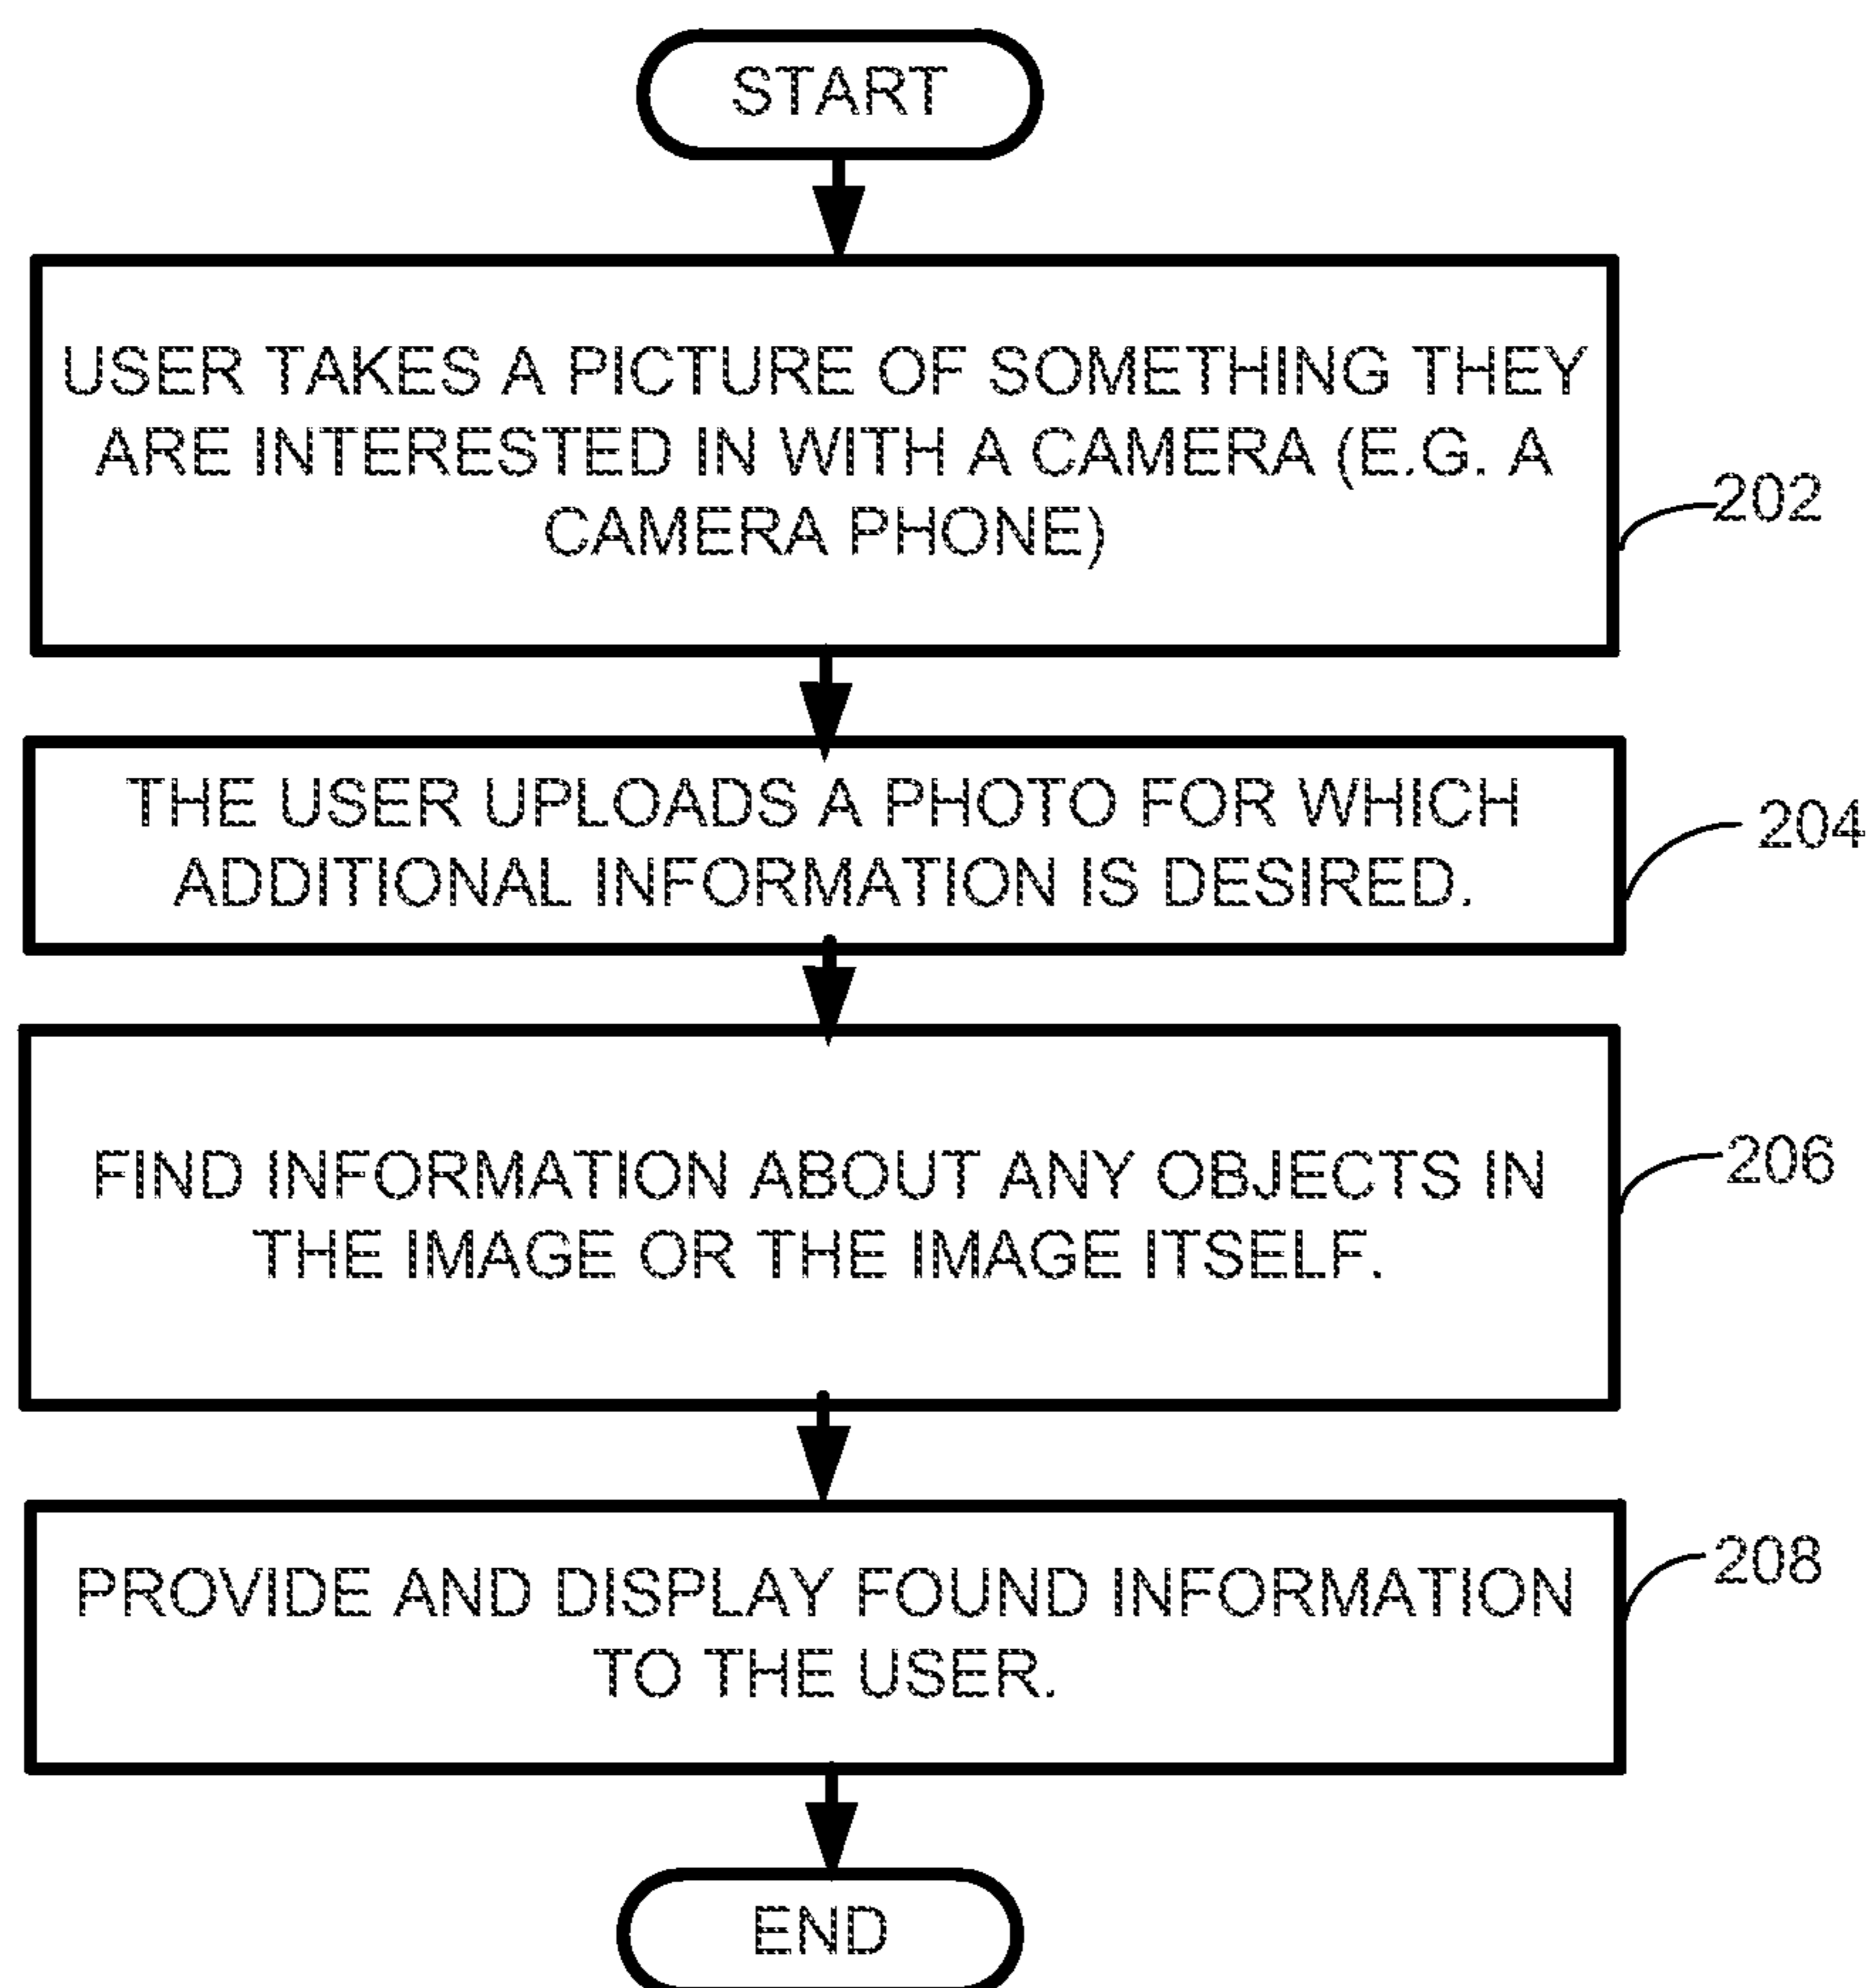 START
USER TAKES A PICTURE OF SOMETHING THEY
ARE INTERESTED IN WITH A CAMERA (E.G. A
CAMERA PHONE)
202
THE USER UPLOADS A PHOTO FOR WHICH
ADDITIONAL INFORMATION IS DESIRED.
204
FIND INFORMATION ABOUT ANY OBJECTS IN
THE IMAGE OR THE IMAGE ITSELF.
206
PROVIDE AND DISPLAY FOUND INFORMATION
TO THE USER.
208
END